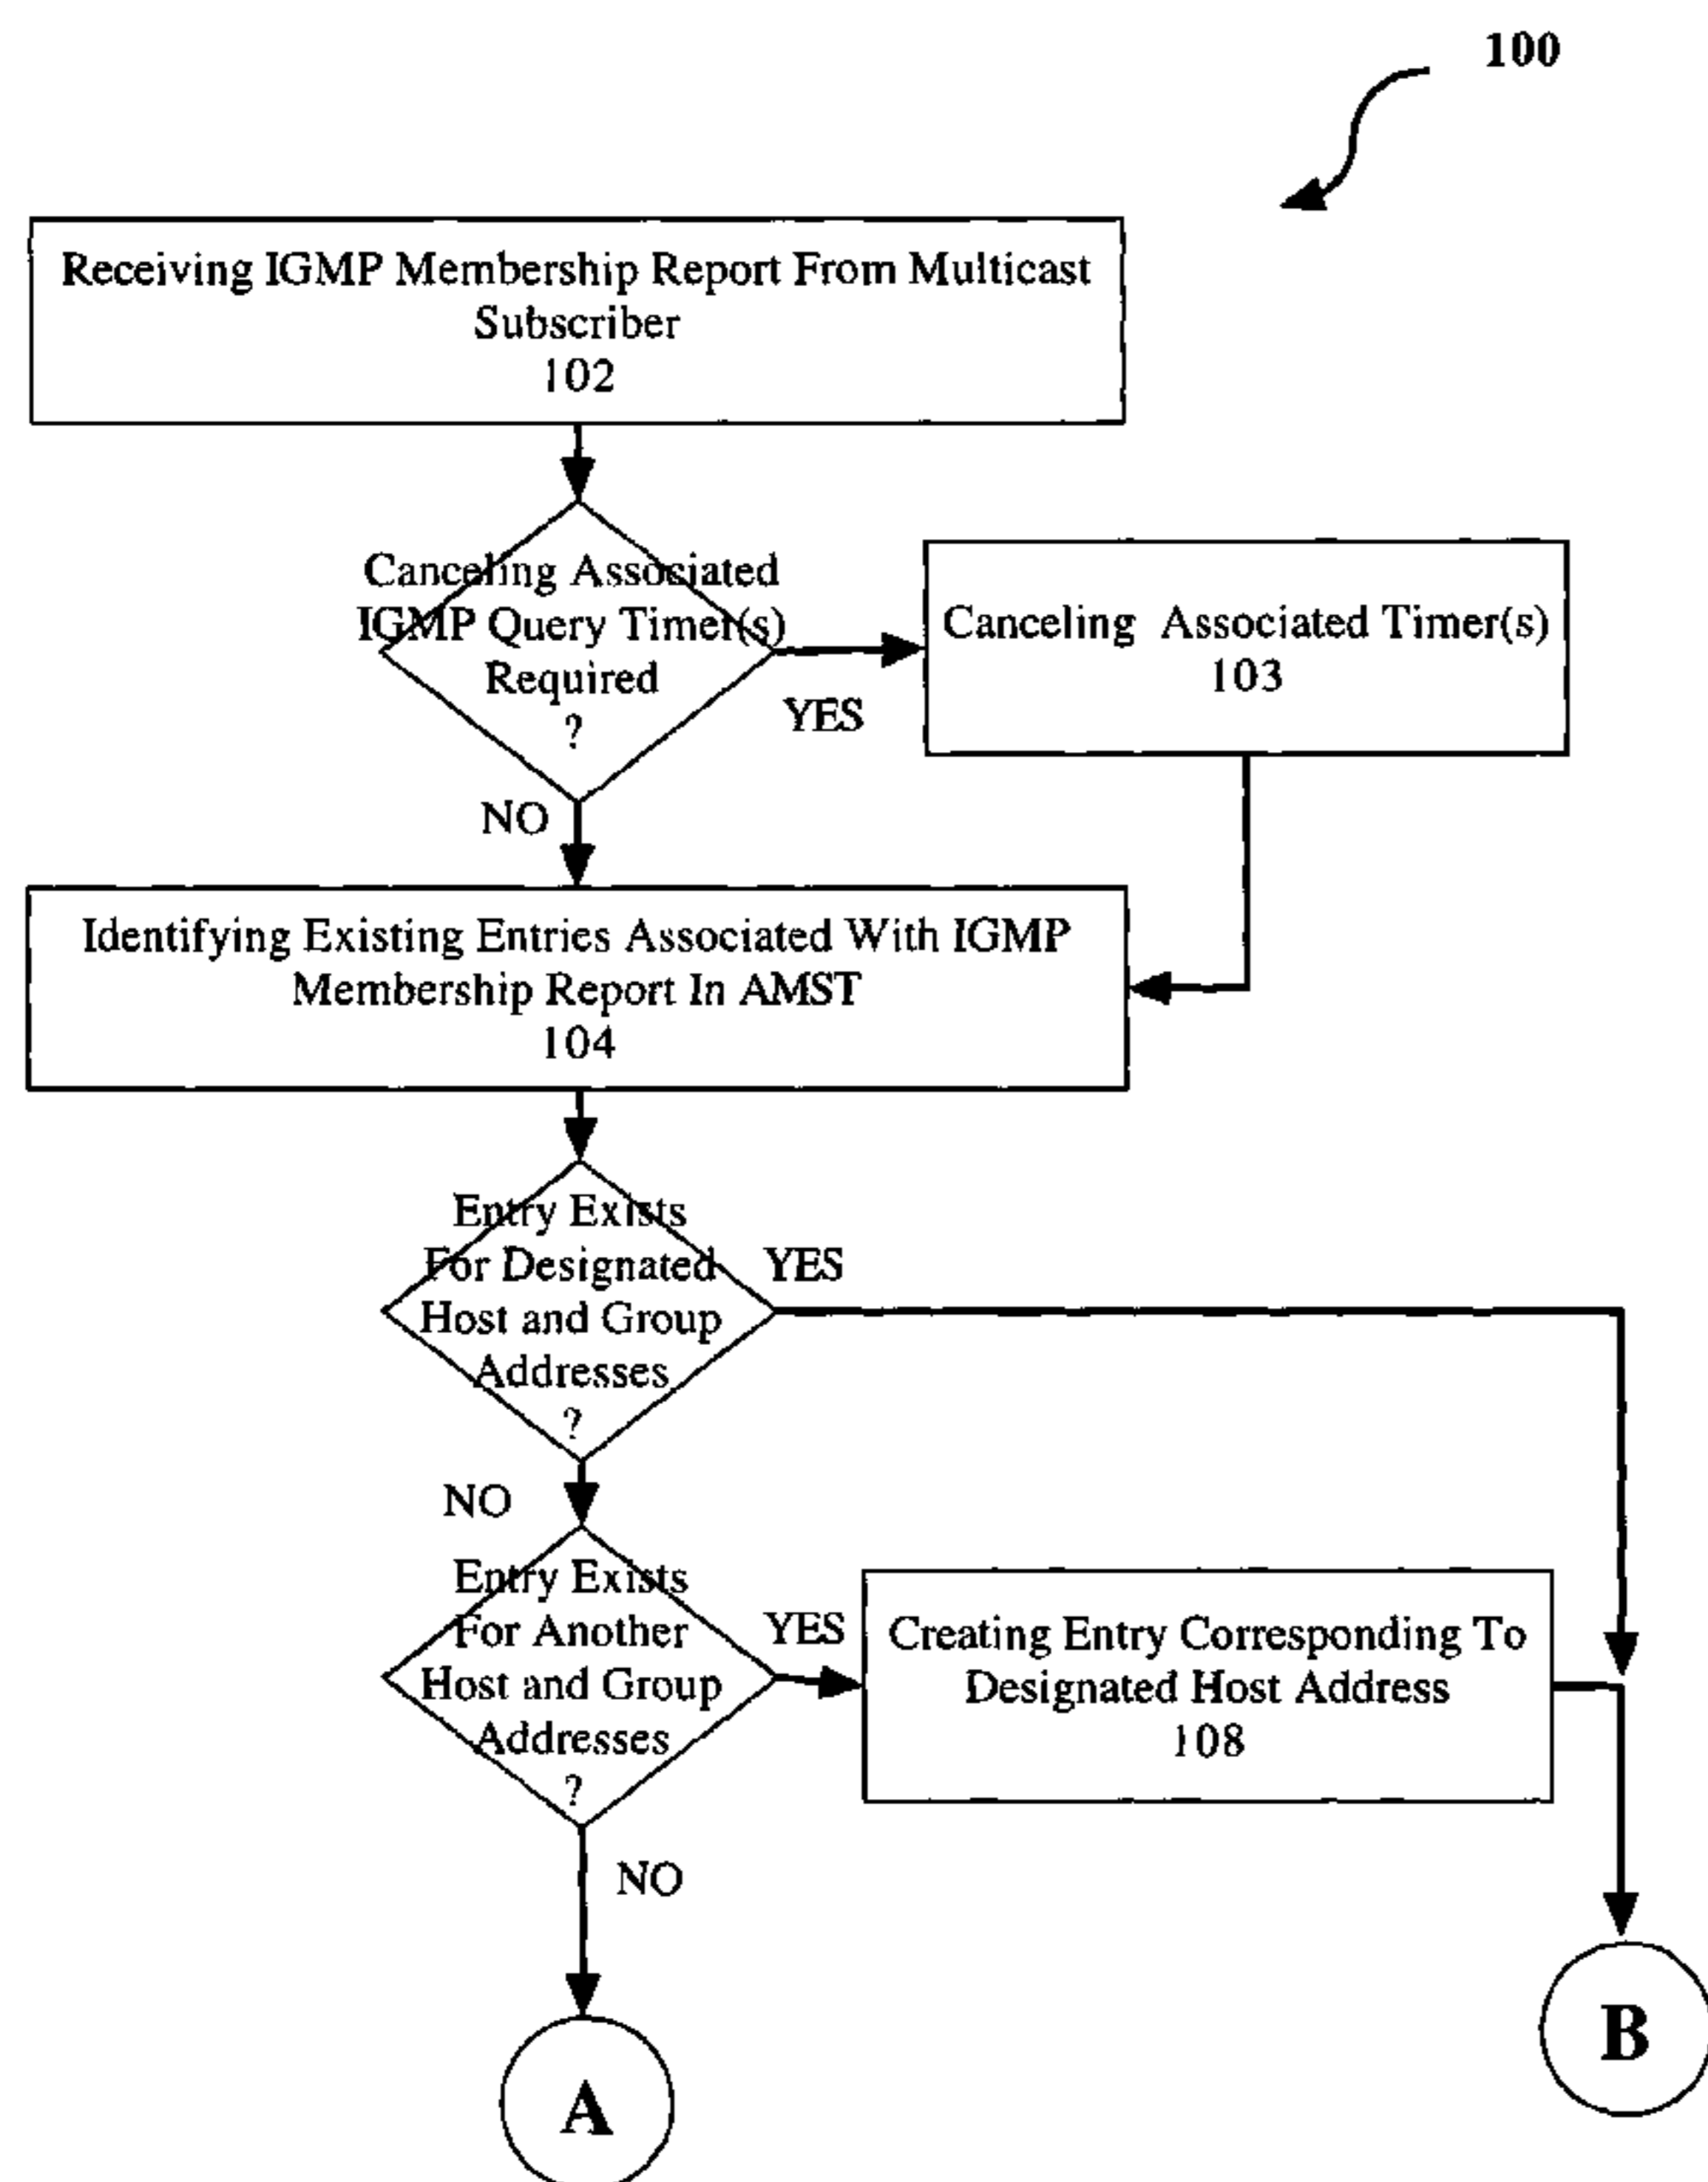 100
Receiving IGMP Membership Report From Multicast
Subscriber
102
Canceling Associated
IGMP Query Timer(s)
Required
?
YES
Canceling Associated Timer(s)
103
NO
Identifying Existing Entries Associated With IGMP
Membership Report In AMST
104
Entry Exists
For Designated
Host and Group
Addresses
?
YES
NO
Entry Exists
For Another
Host and Group
Addresses
?
YES
Creating Entry Corresponding To
Designated Host Address
108
NO
A
B